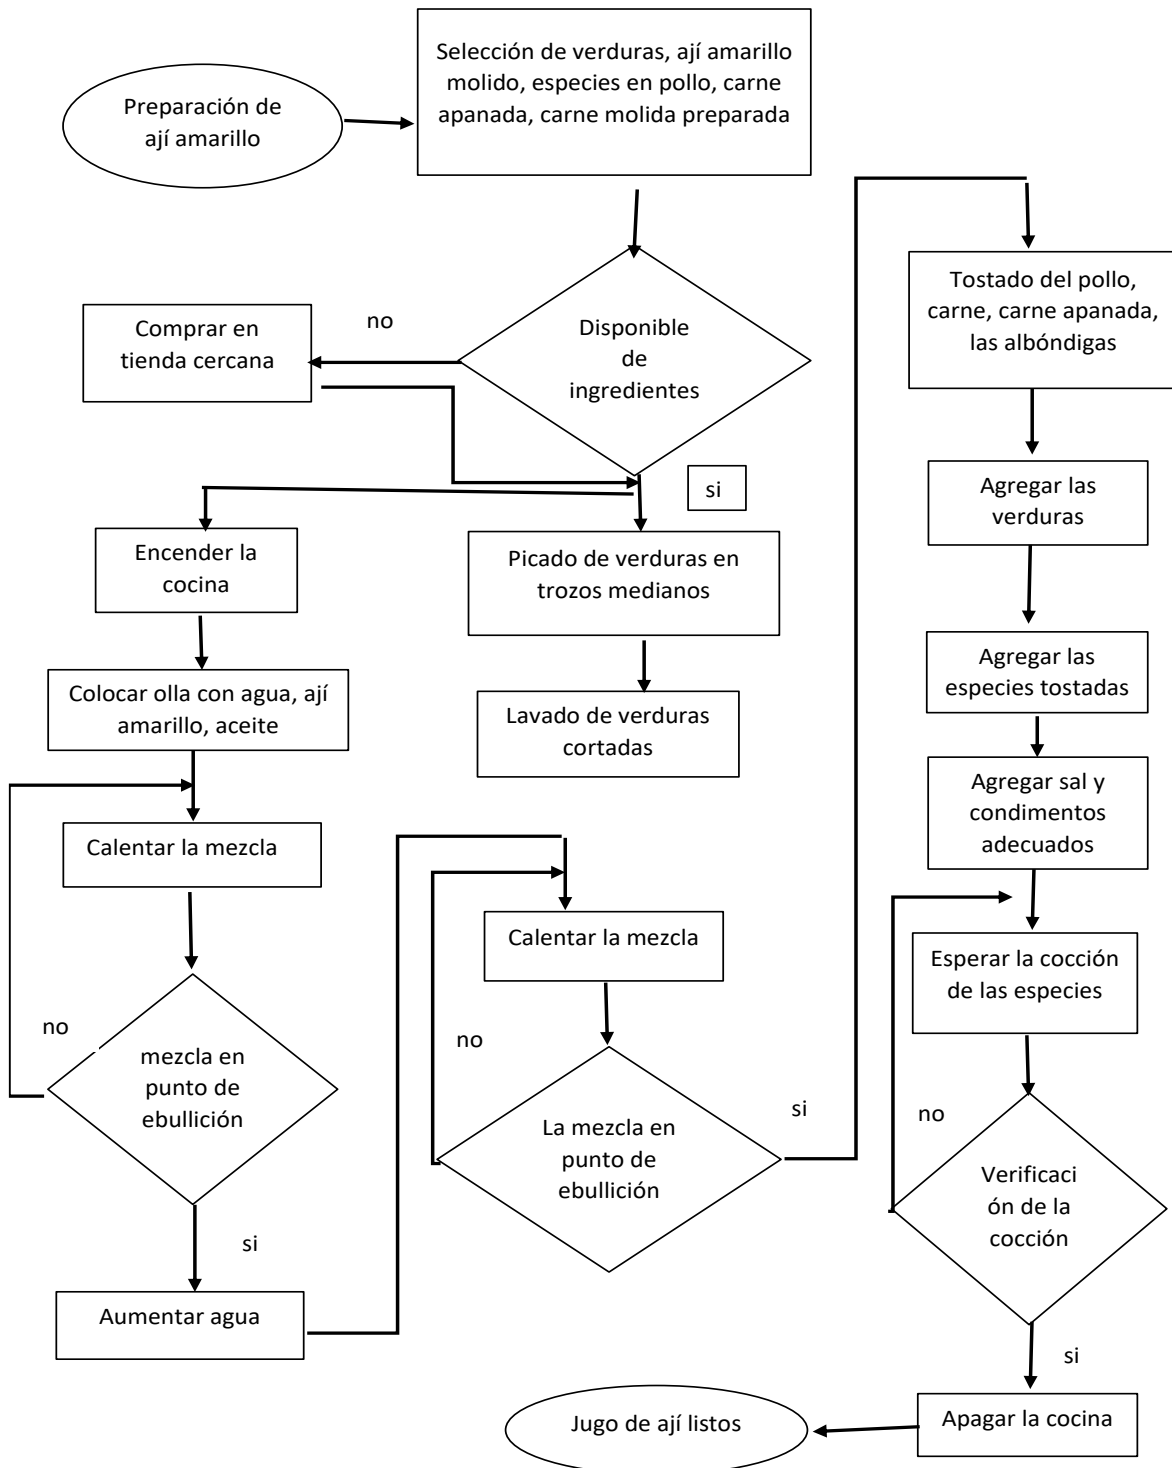 Preparación de
ají amarillo
Selección de verduras, ají amarillo
molido, especies en pollo, carne
apanada, carne molida preparada
Disponible
de
ingredientes
no
Comprar en
tienda cercana
si
Encender la
cocina
Picado de verduras en
trozos medianos
Colocar olla con agua, ají
amarillo, aceite
Lavado de verduras
cortadas
Calentar la mezcla
no
mezcla en
punto de
ebullición
si
Aumentar agua
Calentar la mezcla
no
La mezcla en
punto de
ebullición
si
Tostado del pollo,
carne, carne apanada,
las albóndigas
Agregar las
verduras
Agregar las
especies tostadas
Agregar sal y
condimentos
adecuados
Esperar la cocción
de las especies
no
Verificaci
ón de la
cocción
si
Apagar la cocina
Jugo de ají listos